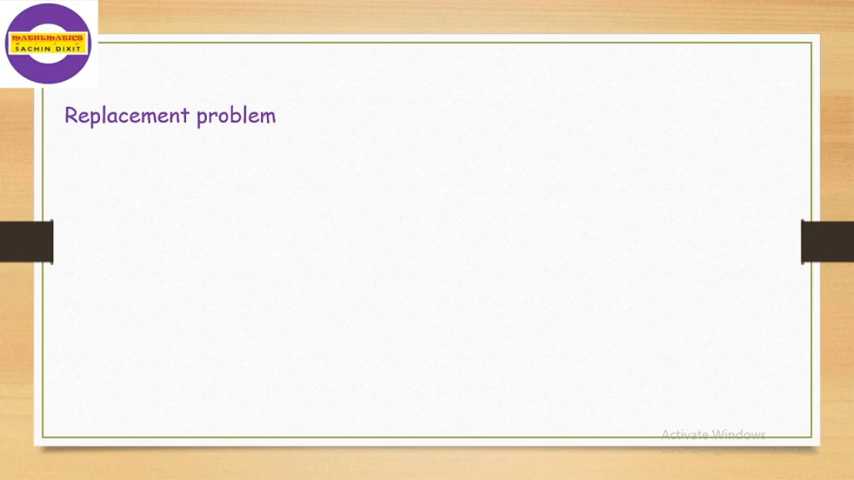 MATHEMATICS
SACHIN DIXIT
Replacement problem
Activate Windows